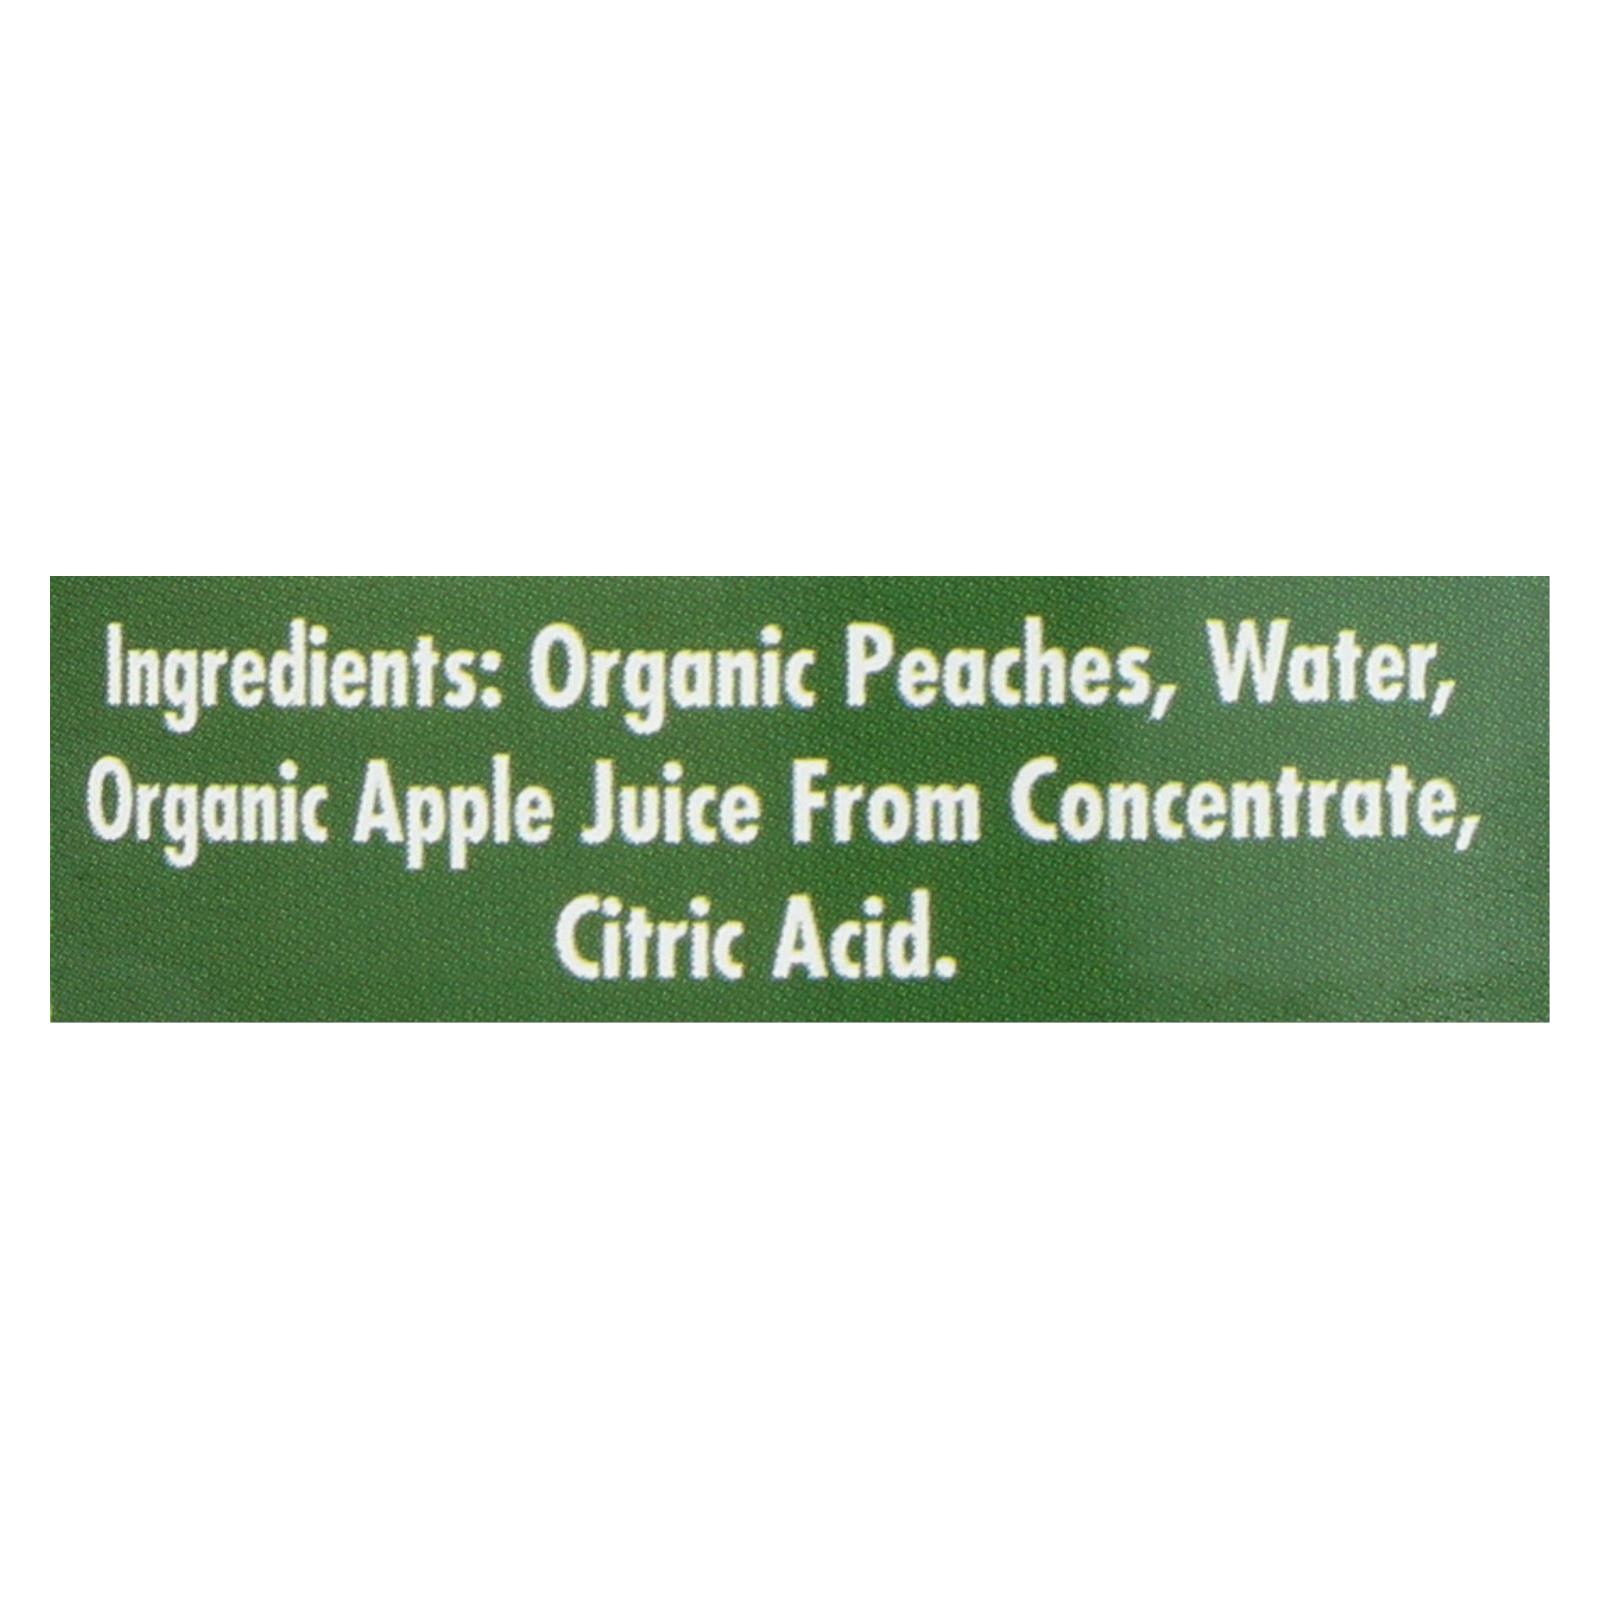 Ingredients: Organic Peaches, Water,
Organic Apple Juice From Concentrate,
Citric Acid.